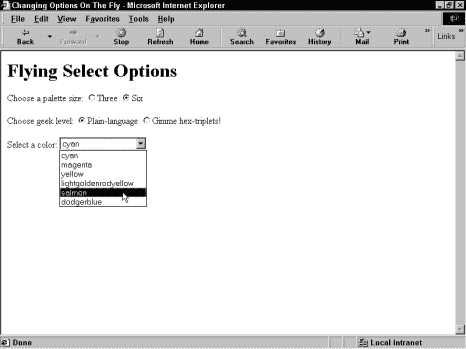 Changing Options On The Fly - Microsoft Internet Explorer
File Edit View Favorites Tools Help
Back Forward Stop Refresh Home Search Favorites History Mail Print Links
Flying Select Options
Choose a palette size: Three Six
Choose geek level: Plain-language Gimme hex-triplets!
Select a color: cyan
cyan
magenta
yellow
lightgoldenrodyellow
salmon
dodgerblue
Done Local intranet